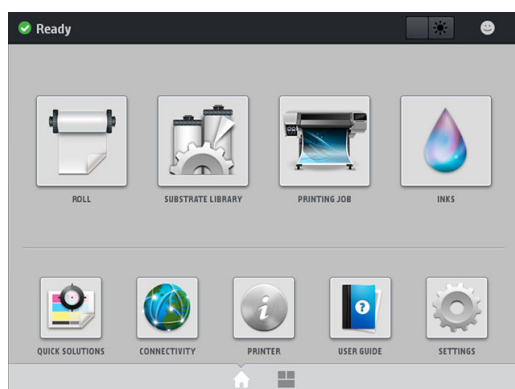 Ready
ROLL
SUBSTRATE LIBRARY
PRINTING JOB
INKS
QUICK SOLUTIONS
CONNECTIVITY
PRINTER
USER GUIDE
SETTINGS